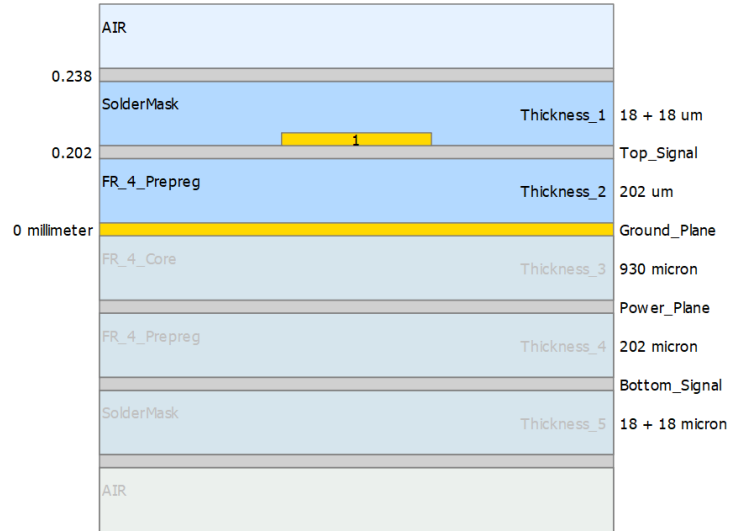 AIR
0.238
SolderMask
Thickness_1 18 + 18 um
1
0.202 Top_Signal
FR_4_Prepreg
Thickness_2 202 um
0 millimeter Ground_Plane
FR_4_Core
Thickness_3 930 micron
Power_Plane
FR_4_Prepreg
Thickness_4 202 micron
Bottom_Signal
SolderMask
Thickness_5 18 + 18 micron
AIR